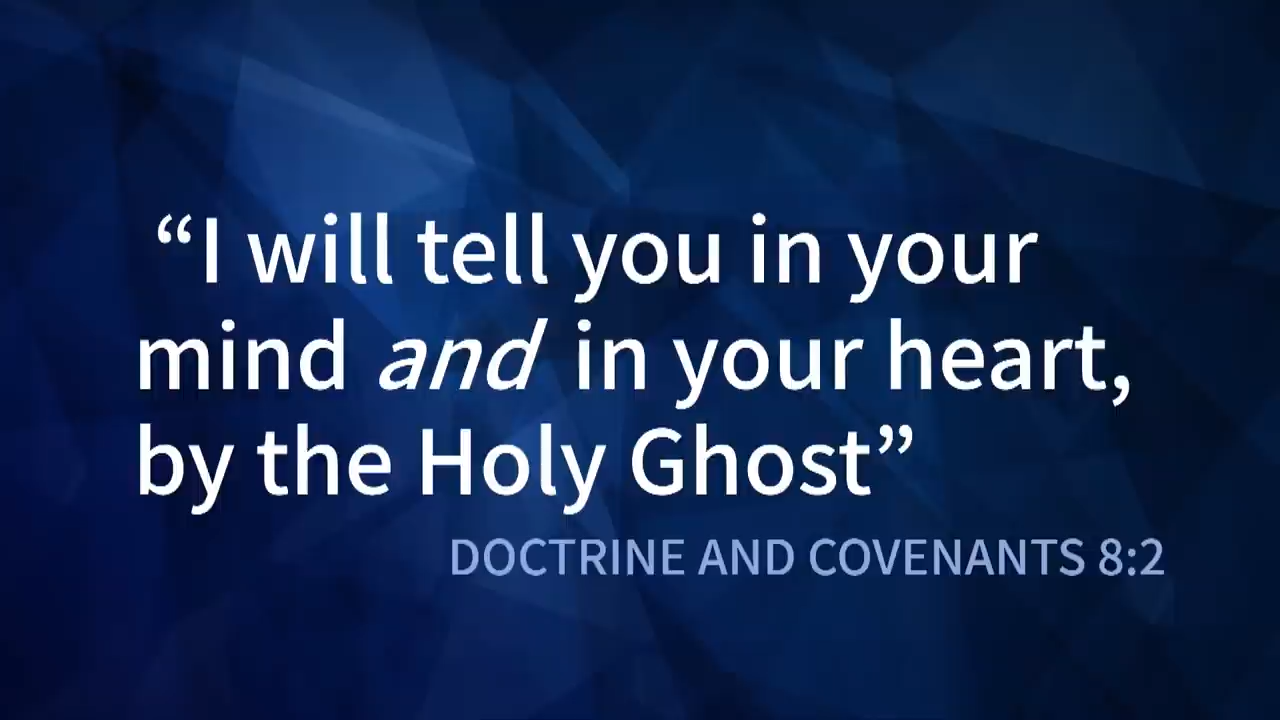 “I will tell you in your
mind and in your heart,
by the Holy Ghost”
DOCTRINE AND COVENANTS 8:2